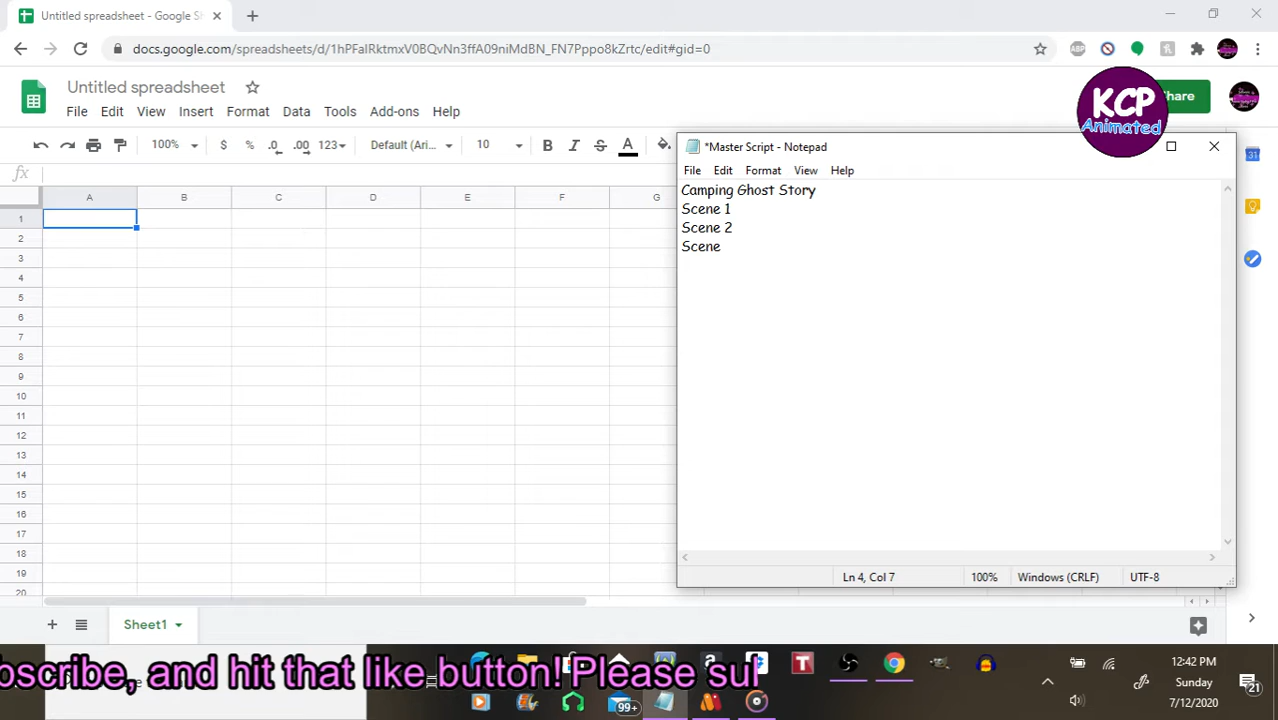 Untitled spreadsheet - Google Sh
docs.google.com/spreadsheets/d/1hPFaIRktmxV0BQvNn3ffA09niMdBN_FN7Pppo8kZrtc/edit#gid=0
ABP
Untitled spreadsheet
File Edit View Insert Format Data Tools Add-ons Help
hare
KCP
Animated
100% $ % .0 .00 123 Default (Ari... 10 B I S A
fx
A B C D E F G
1
2
3
4
5
6
7
8
9
10
11
12
13
14
15
16
17
18
19
20
*Master Script - Notepad
File Edit Format View Help
Camping Ghost Story
Scene 1
Scene 2
Scene
Ln 4, Col 7 100% Windows (CRLF) UTF-8
31
Sheet1
bscribe, and hit that like button! Please sul
99+
12:42 PM
Sunday
7/12/2020
21